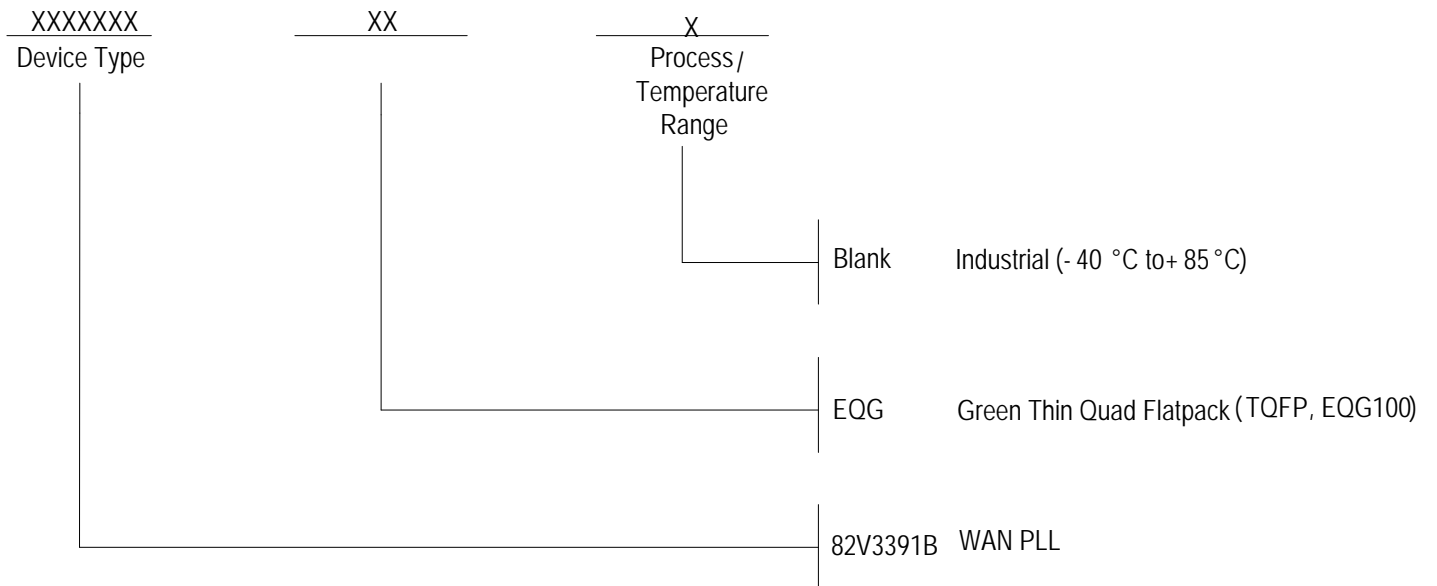 XXXXXXX XX X
Device Type Process/
Temperature
Range
Blank Industrial (- 40 °C to+ 85 °C)
EQG Green Thin Quad Flatpack (TQFP, EQG100)
82V3391B WAN PLL